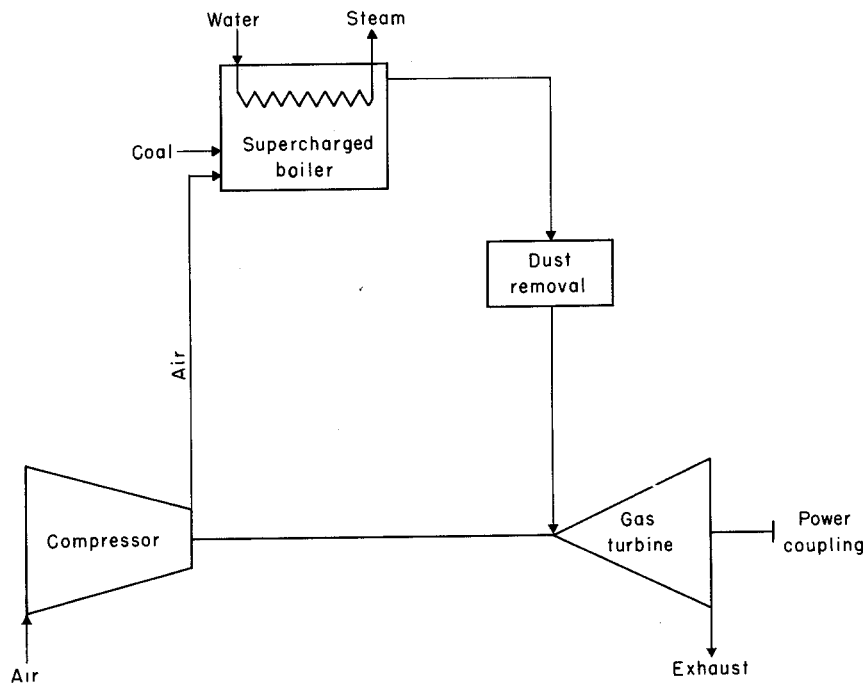 Water
Steam
Coal
Supercharged
boiler
Dust
removal
Air
Compressor
Gas
turbine
Power
coupling
Air
Exhaust